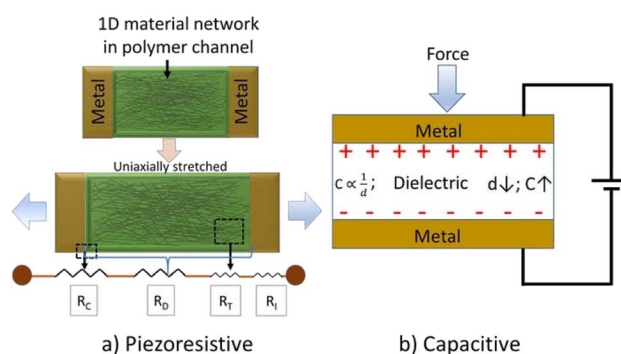 1D material network
in polymer channel
Metal
Metal
Uniaxially stretched
R_C
R_D
R_T
R_I
a) Piezoresistive
Force
Metal
+ + + + + + + +
C ∝ 1/d ; Dielectric d↓; C↑
- - - - - - - -
Metal
b) Capacitive